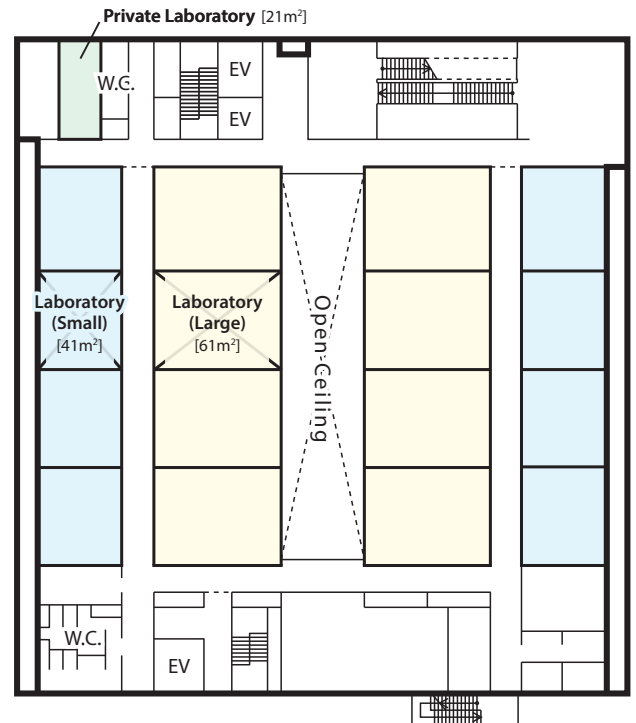 Private Laboratory [21m²]
W.C.
EV
EV
Laboratory
(Small)
[41m²]
Laboratory
(Large)
[61m²]
Open Ceiling
W.C.
EV